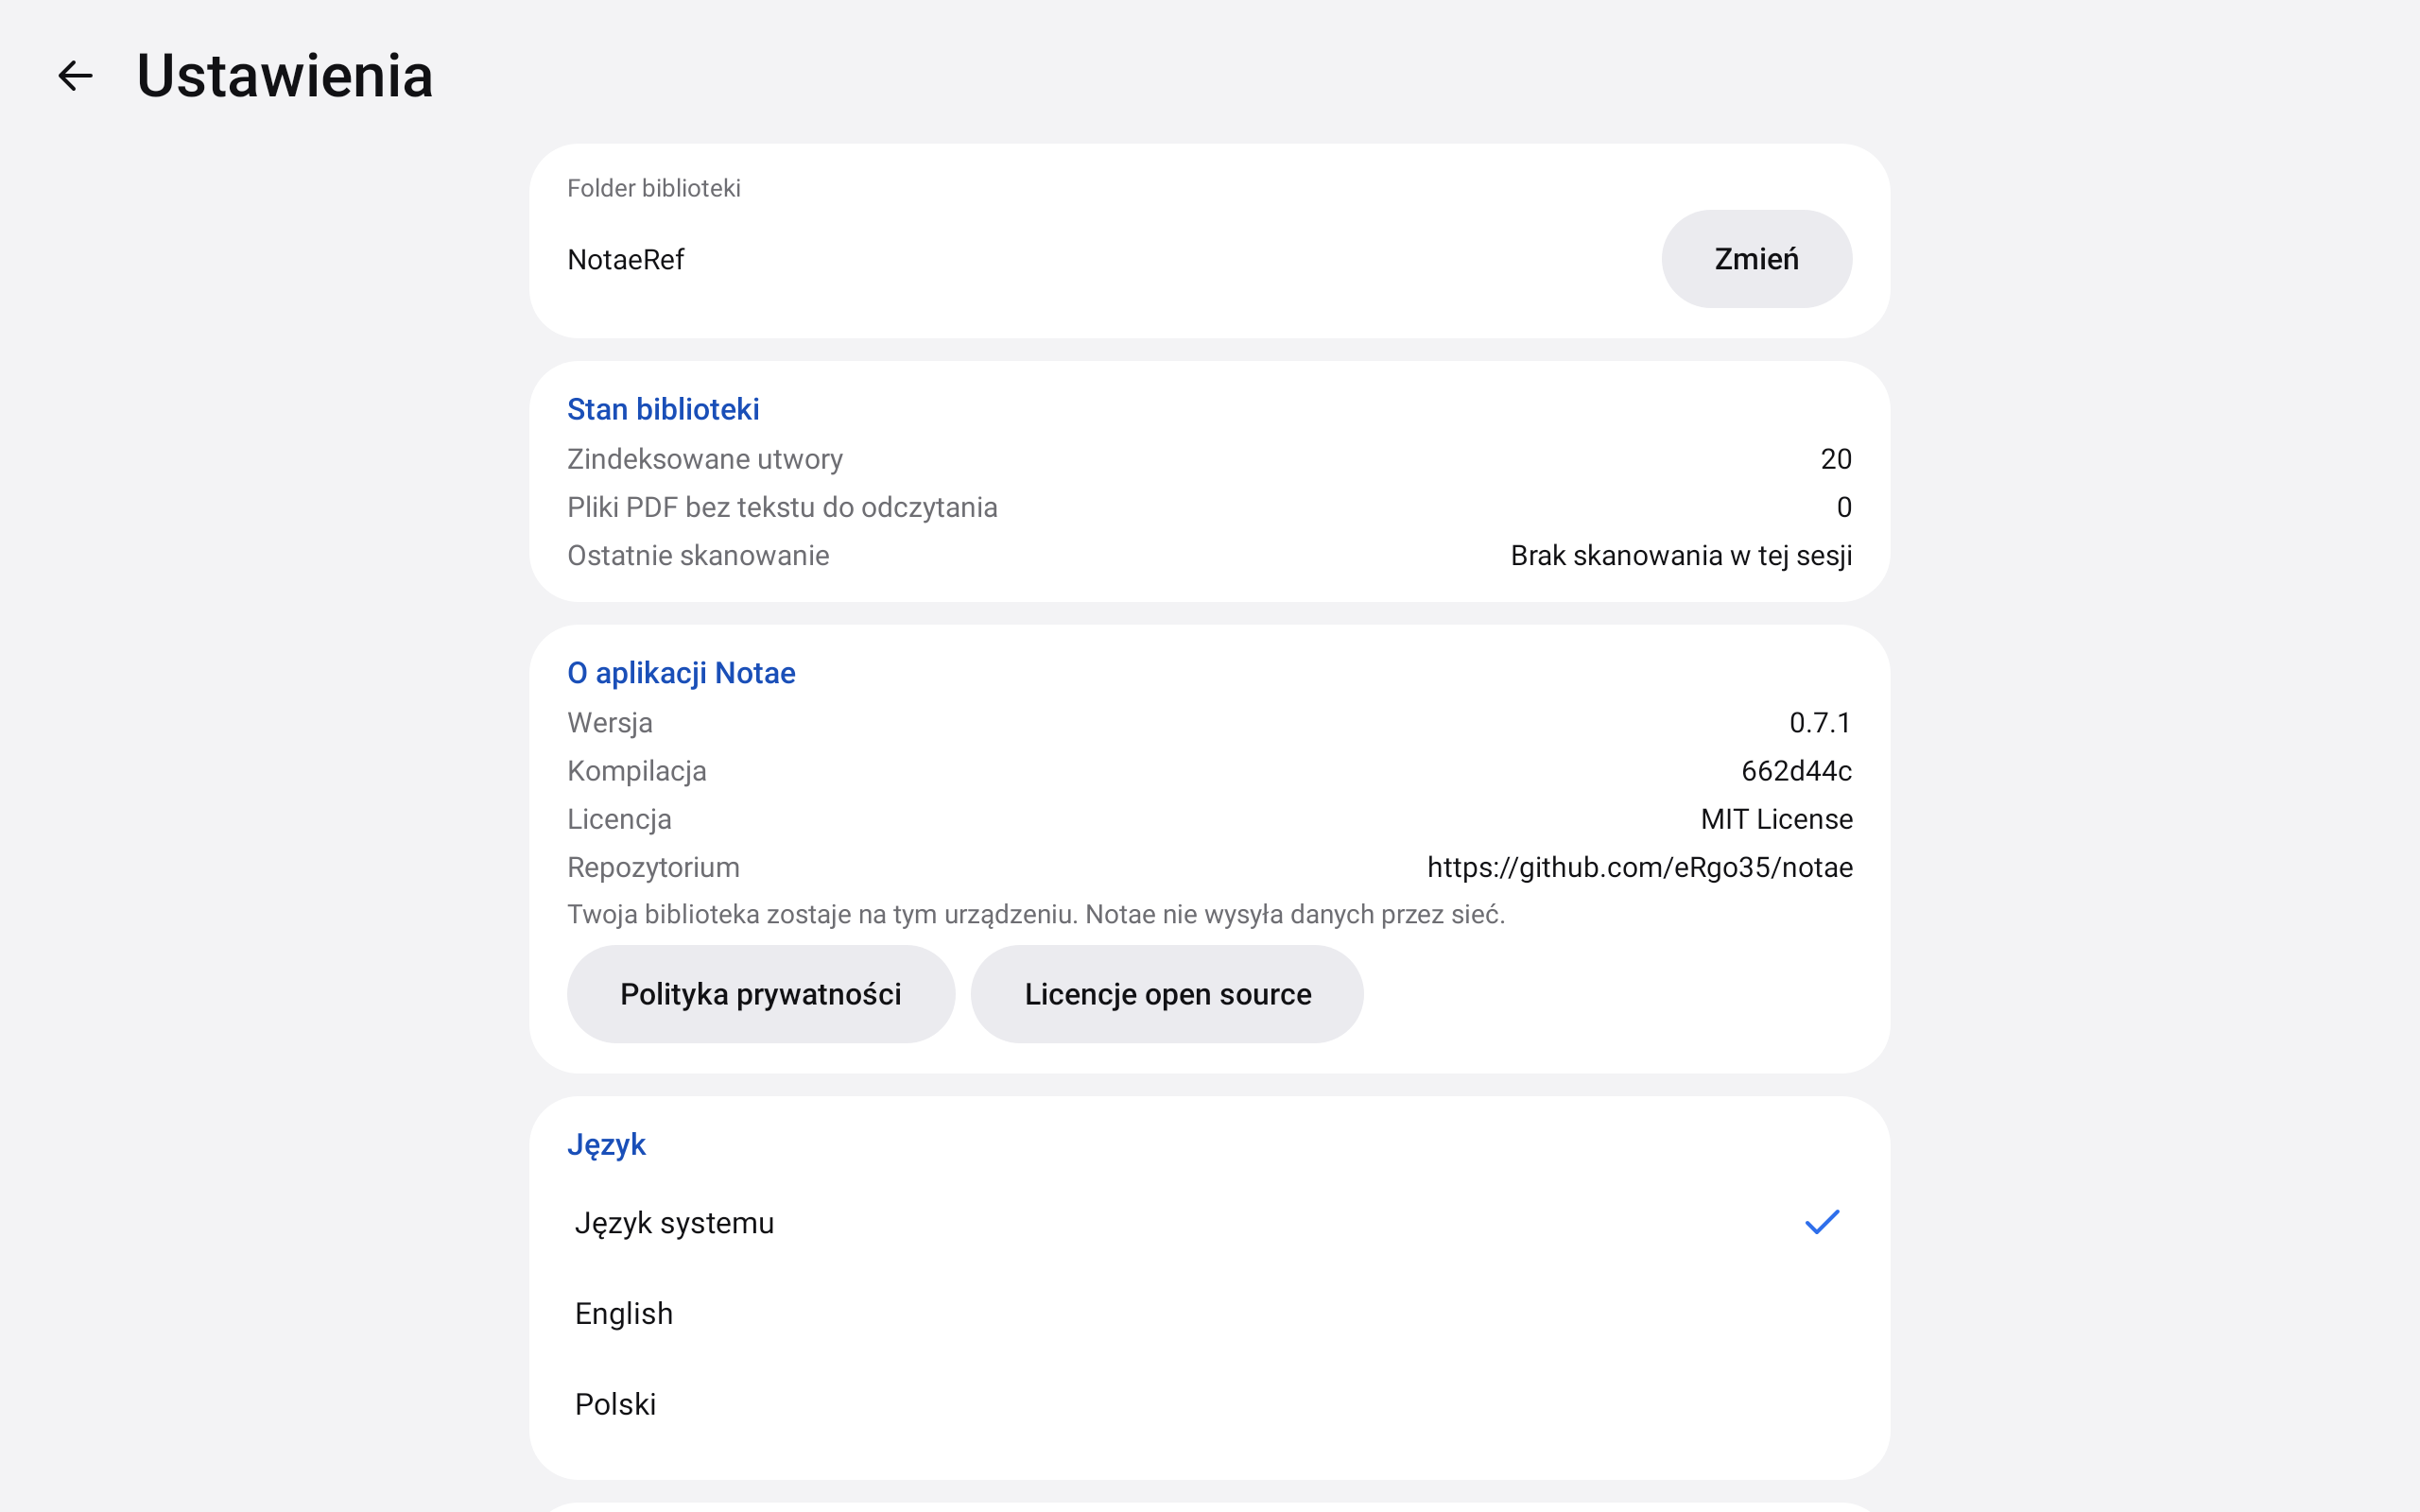 Ustawienia
Folder biblioteki
NotaeRef
Zmień
Stan biblioteki
Zindeksowane utwory 20
Pliki PDF bez tekstu do odczytania 0
Ostatnie skanowanie Brak skanowania w tej sesji
O aplikacji Notae
Wersja 0.7.1
Kompilacja 662d44c
Licencja MIT License
Repozytorium https://github.com/eRgo35/notae
Twoja biblioteka zostaje na tym urządzeniu. Notae nie wysyła danych przez sieć.
Polityka prywatności Licencje open source
Język
Język systemu
English
Polski